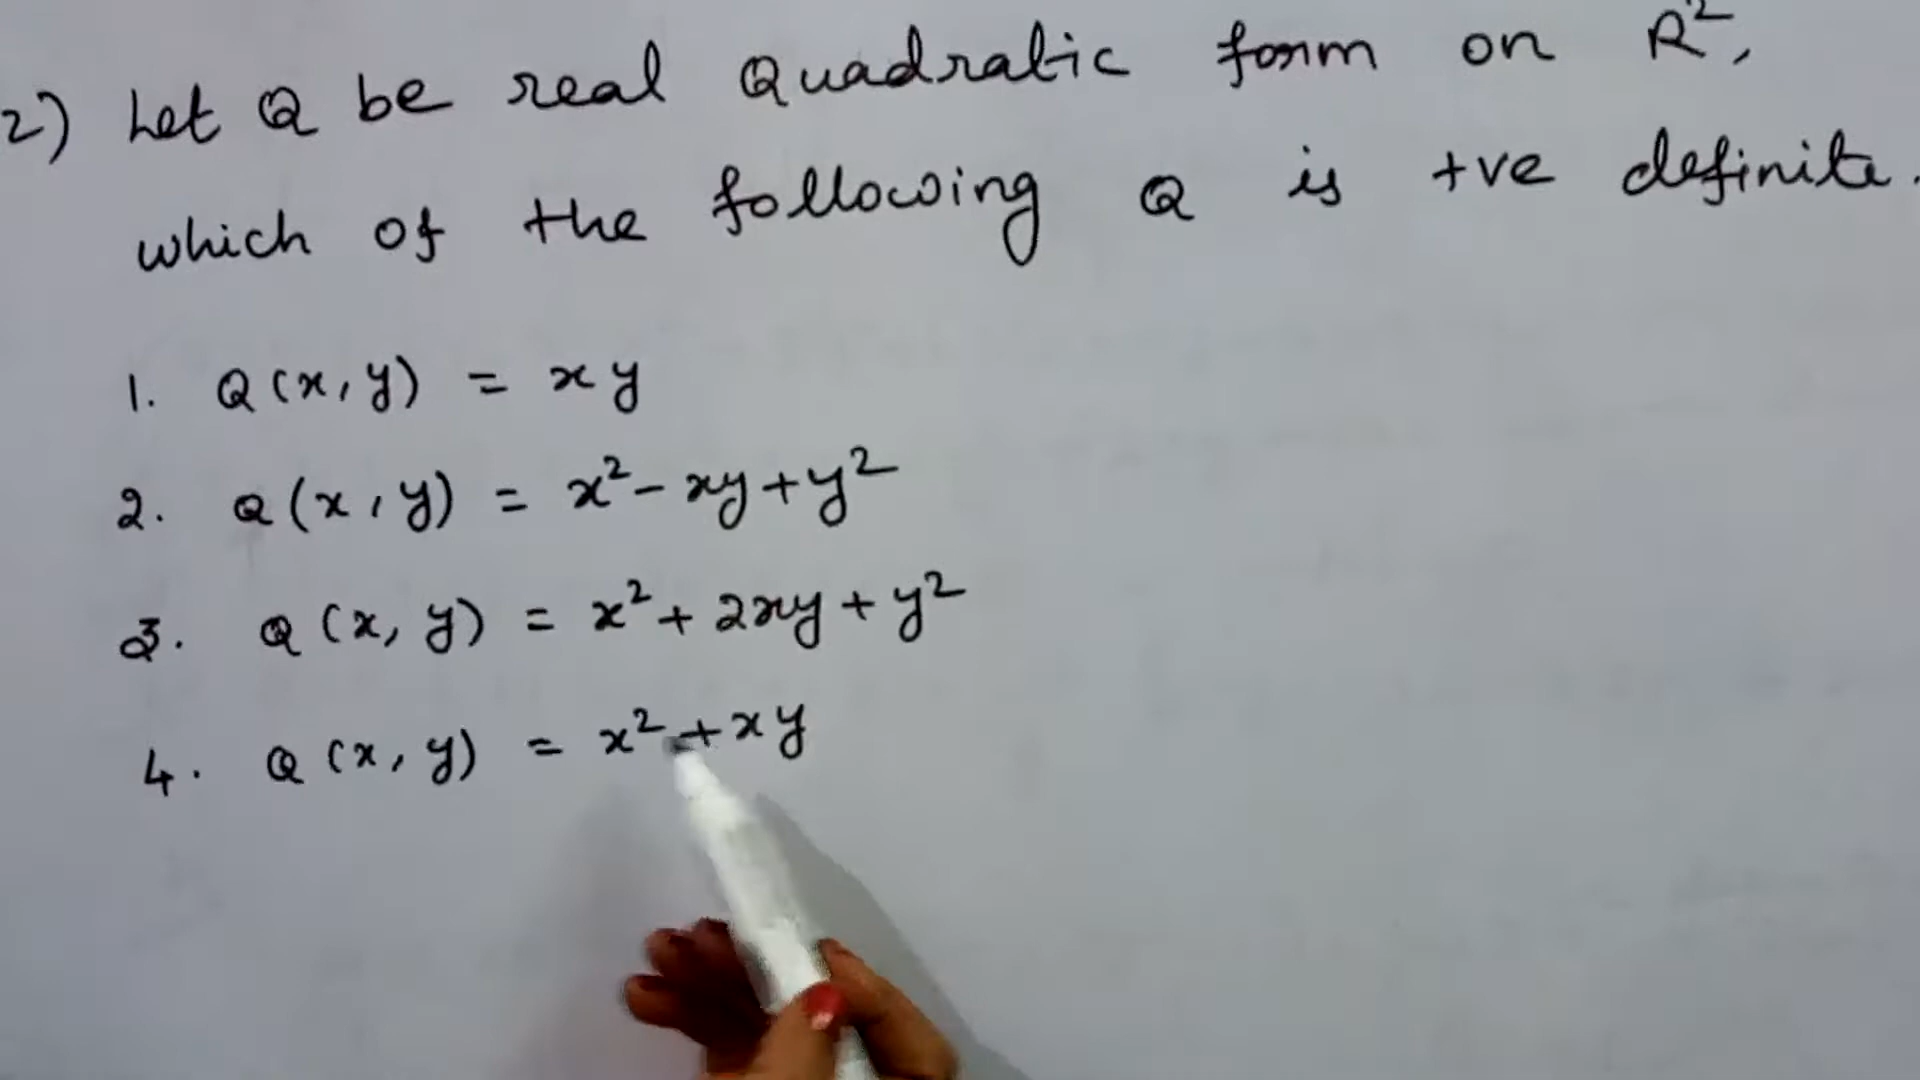 2) Let Q be real Quadratic form on R²,
which of the following Q is +ve definite.
1. Q(x, y) = xy
2. Q(x, y) = x² - xy + y²
3. Q(x, y) = x² + 2xy + y²
4. Q(x, y) = x² + xy